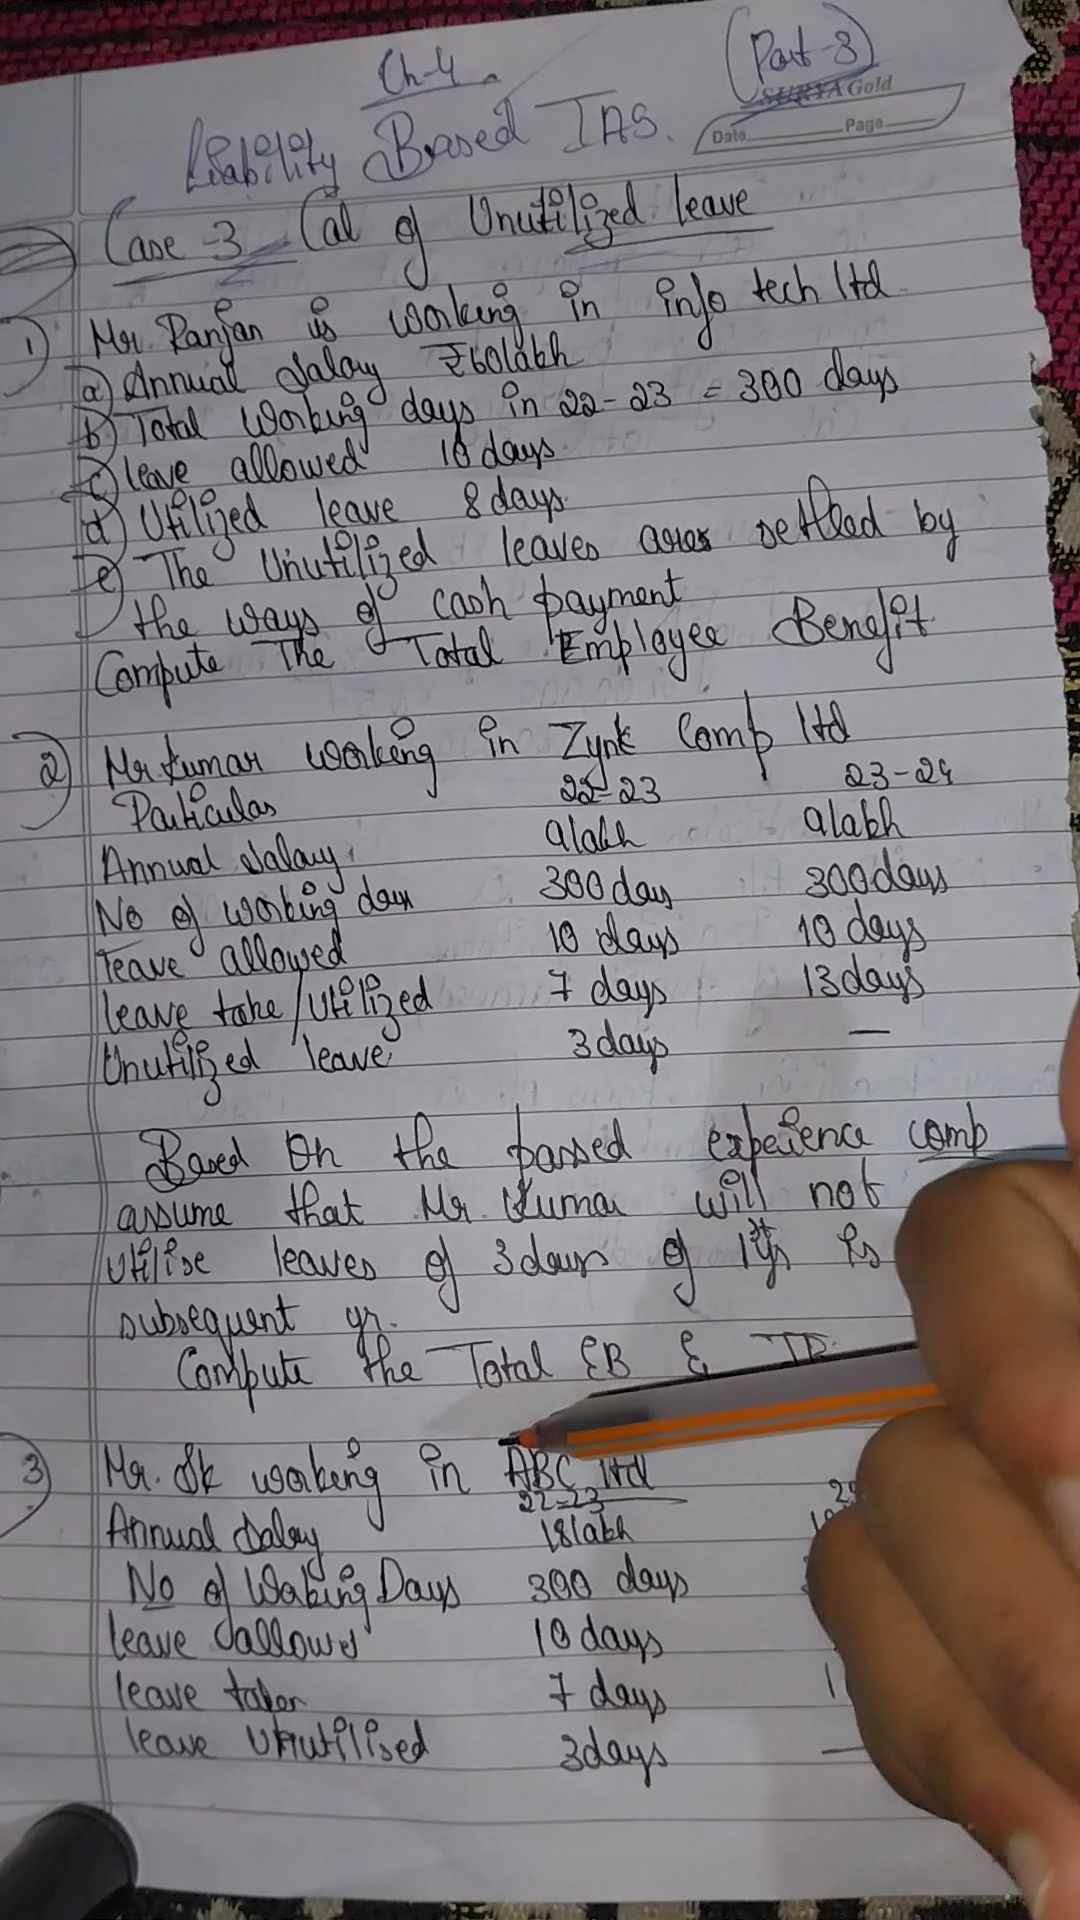 Ch-4
(Part-8)
SURYA Gold
Date Page
Liability Based IAS.
Case-3 Cal of Unutilized leave
1) Mr. Ranjan is working in info tech ltd.
a) Annual Salary ₹60lakh
b) Total working days in 22-23 = 300 days
c) leave allowed 10 days
d) Utilized leave 8 days.
e) The Unutilized leaves are settled by
the ways of cash payment
Compute The Total Employee Benefit
2) Mr Kumar working in Zynk Comp ltd
Particulas 22-23 23-24
Annual Salary 9lakh 9lakh
No of working days 300 days 300 days
leave allowed 10 days 10 days
leave take/Utilized 7 days 13 days
Unutilized leave 3 days —
Based On the passed expeience comp
assume that Mr. Kumar will not
Utilise leaves of 3 days of 1st yr is
subsequent yr.
Compute the Total EB &
3) Mr. Sk working in ABC ltd
22-23
Annual Salary 18lakh
No of Working Days 300 days
leave allowed 10 days
leave taken 7 days
leave Unutilised 3 days —